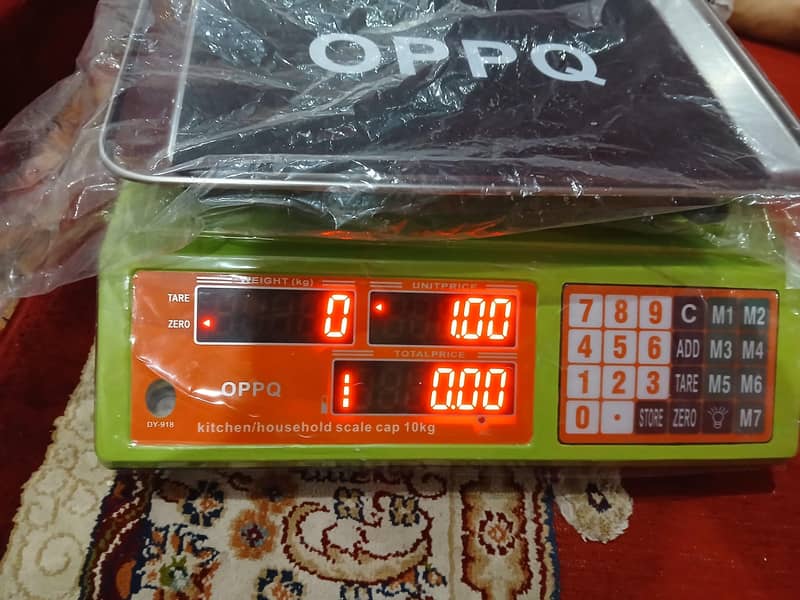 OPPQ
WEIGHT (kg)
UNITPRICE
TARE
ZERO
0
1.00
TOTALPRICE
1 0.00
OPPQ
DY-918
kitchen/household scale cap 10kg
7 8 9 C M1 M2
4 5 6 ADD M3 M4
1 2 3 TARE M5 M6
0 · STORE ZERO M7